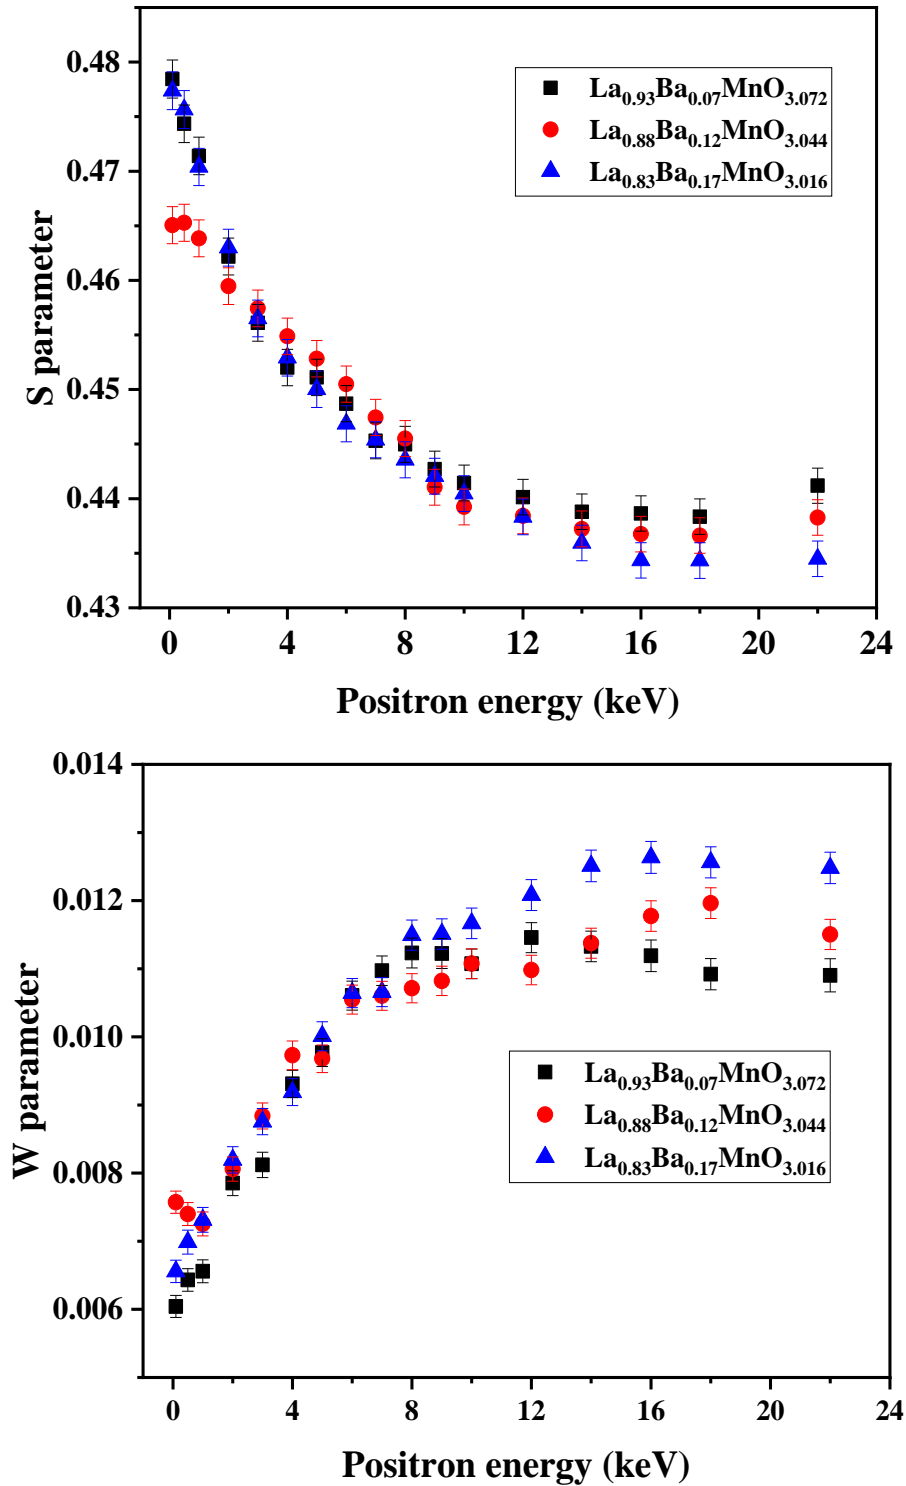 0.48
0.47
0.46
0.45
0.44
0.43
S parameter
La0.93Ba0.07MnO3.072
La0.88Ba0.12MnO3.044
La0.83Ba0.17MnO3.016
0 4 8 12 16 20 24
Positron energy (keV)
0.014
0.012
0.010
0.008
0.006
W parameter
La0.93Ba0.07MnO3.072
La0.88Ba0.12MnO3.044
La0.83Ba0.17MnO3.016
0 4 8 12 16 20 24
Positron energy (keV)